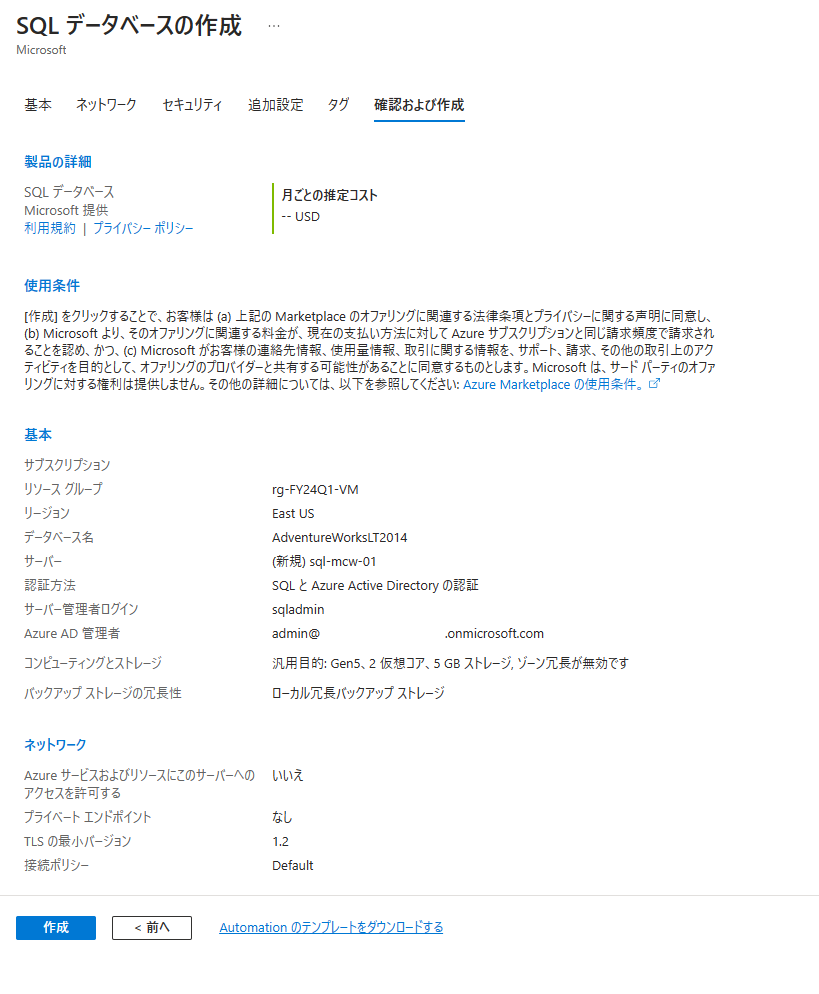 SQL データベースの作成 …
Microsoft
基本 ネットワーク セキュリティ 追加設定 タグ 確認および作成
製品の詳細
SQL データベース
Microsoft 提供
利用規約 | プライバシー ポリシー
月ごとの推定コスト
-- USD
使用条件
[作成] をクリックすることで、お客様は (a) 上記の Marketplace のオファリングに関連する法律条項とプライバシーに関する声明に同意し、
(b) Microsoft より、そのオファリングに関連する料金が、現在の支払い方法に対して Azure サブスクリプションと同じ請求頻度で請求され
ることを認め、かつ、(c) Microsoft がお客様の連絡先情報、使用量情報、取引に関する情報を、サポート、請求、その他の取引上のアク
ティビティを目的として、オファリングのプロバイダーと共有する可能性があることに同意するものとします。Microsoft は、サード パーティのオファ
リングに対する権利は提供しません。その他の詳細については、以下を参照してください: Azure Marketplace の使用条件。
基本
サブスクリプション
リソース グループ rg-FY24Q1-VM
リージョン East US
データベース名 AdventureWorksLT2014
サーバー (新規) sql-mcw-01
認証方法 SQL と Azure Active Directory の認証
サーバー管理者ログイン sqladmin
Azure AD 管理者 admin@ .onmicrosoft.com
コンピューティングとストレージ 汎用目的: Gen5、2 仮想コア、5 GB ストレージ, ゾーン冗長が無効です
バックアップ ストレージの冗長性 ローカル冗長バックアップ ストレージ
ネットワーク
Azure サービスおよびリソースにこのサーバーへの いいえ
アクセスを許可する
プライベート エンドポイント なし
TLS の最小バージョン 1.2
接続ポリシー Default
作成 < 前へ Automation のテンプレートをダウンロードする